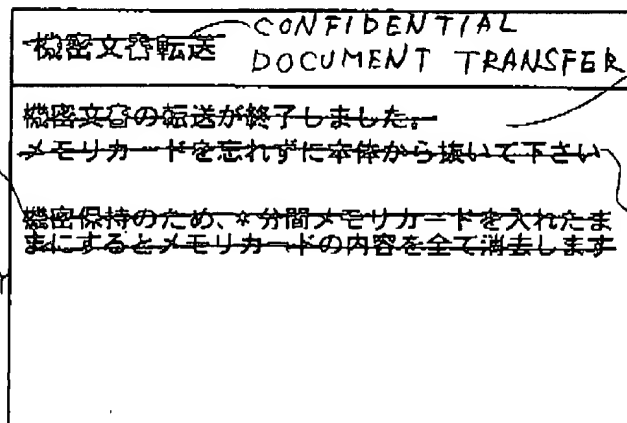 機密文書転送
CONFIDENTIAL
DOCUMENT TRANSFER
機密文書の転送が終了しました。
メモリカードを忘れずに本体から抜いて下さい
機密保持のため、*分間メモリカードを入れたま
まにするとメモリカードの内容を全て消去します